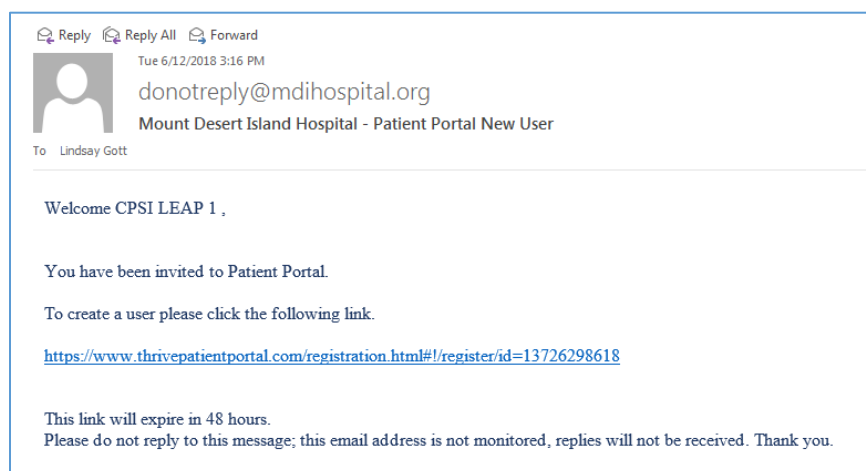 Reply Reply All Forward
Tue 6/12/2018 3:16 PM
donotreply@mdihospital.org
Mount Desert Island Hospital - Patient Portal New User
To Lindsay Gott
Welcome CPSI LEAP 1 ,
You have been invited to Patient Portal.
To create a user please click the following link.
https://www.thrivepatientportal.com/registration.html#!/register/id=13726298618
This link will expire in 48 hours.
Please do not reply to this message; this email address is not monitored, replies will not be received. Thank you.